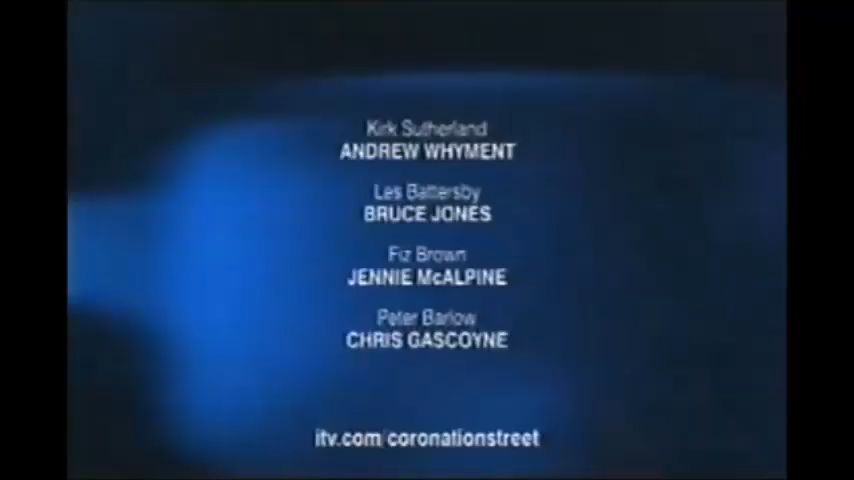 Kirk Sutherland
ANDREW WHYMENT
Les Battersby
BRUCE JONES
Fiz Brown
JENNIE McALPINE
Peter Barlow
CHRIS GASCOYNE
itv.com/coronationstreet